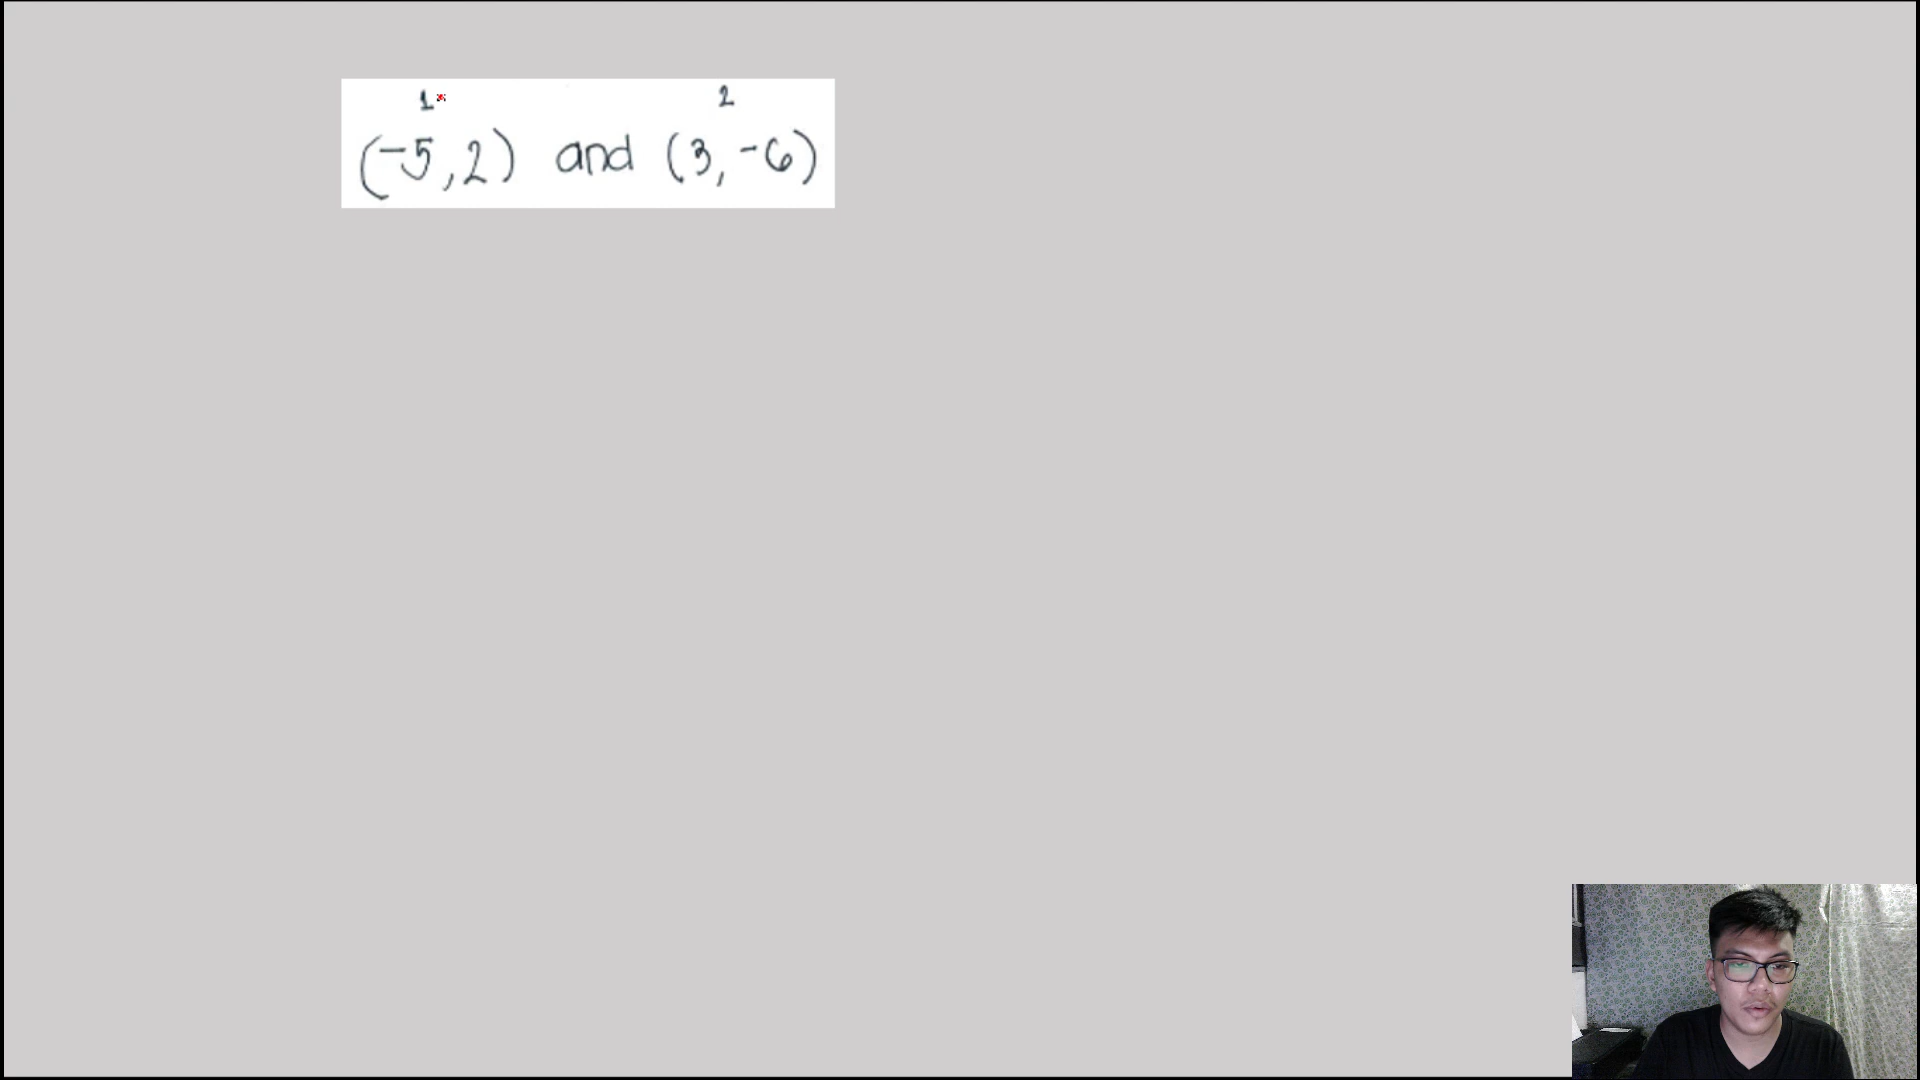 1 2
(-5, 2) and (3, -6)